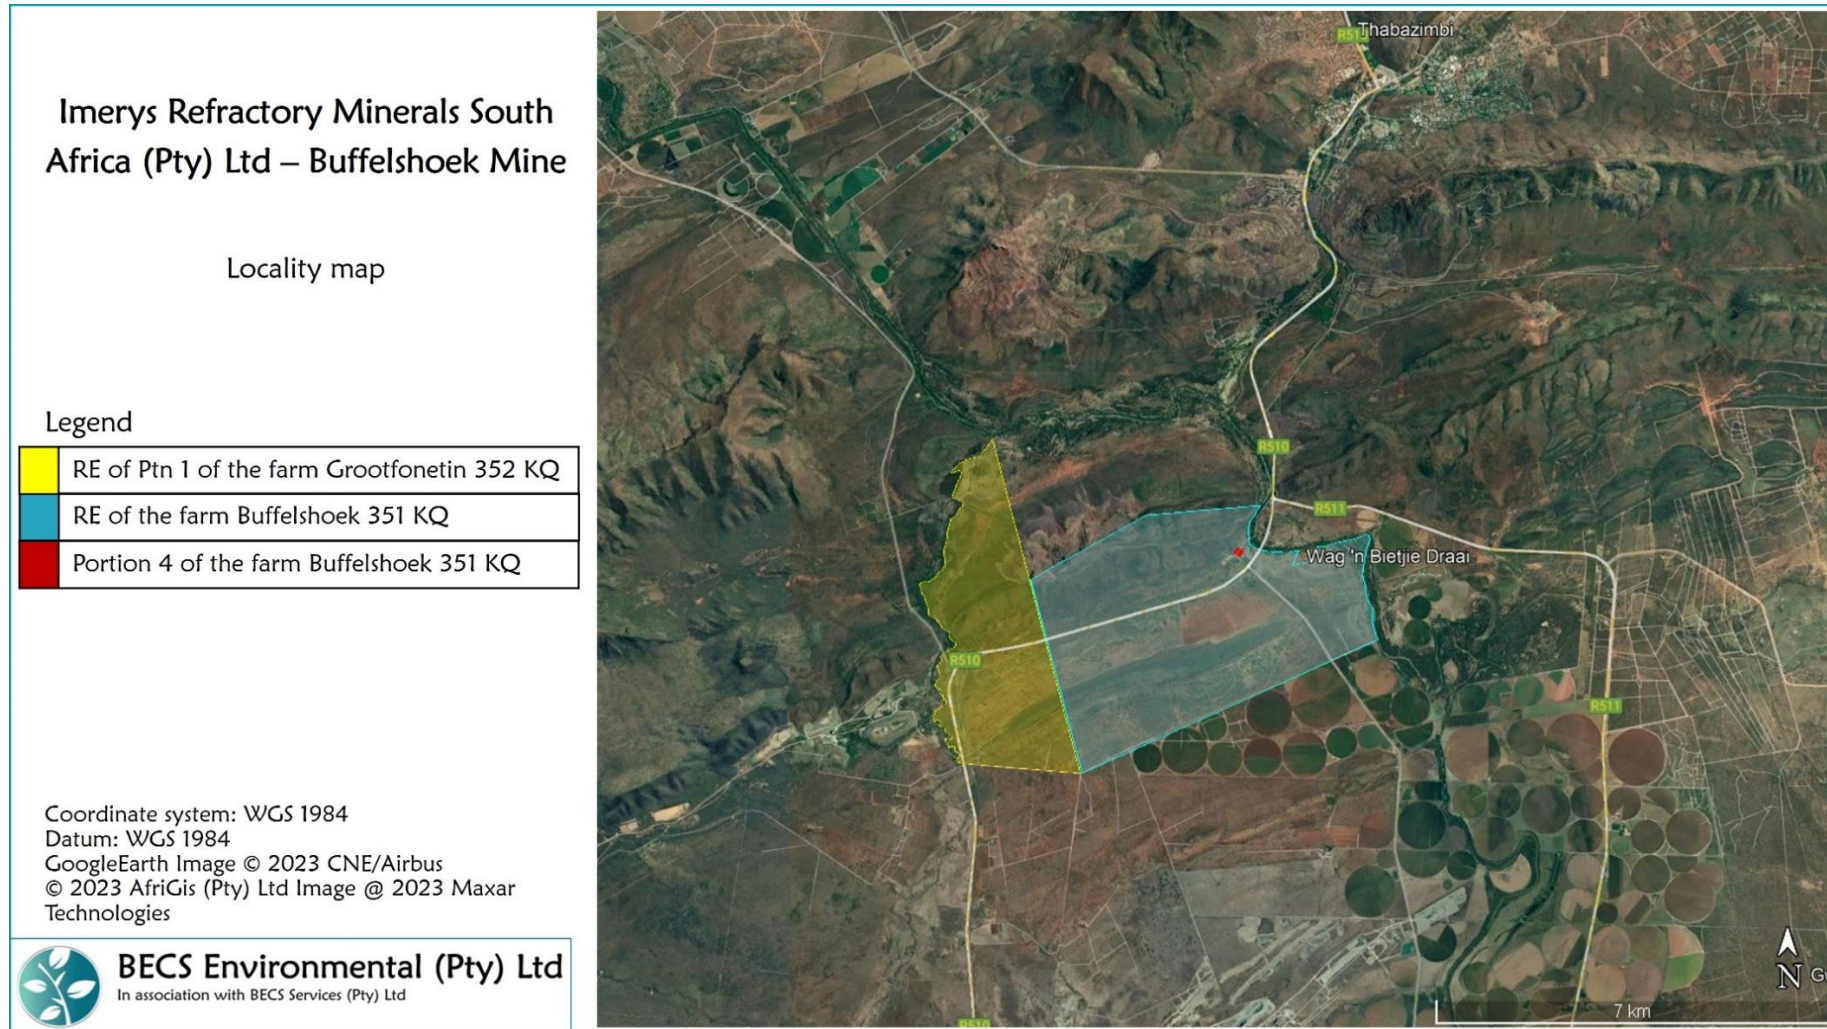 Imerys Refractory Minerals South
Africa (Pty) Ltd – Buffelshoek Mine
Locality map
Legend
RE of Ptn 1 of the farm Grootfonetin 352 KQ
RE of the farm Buffelshoek 351 KQ
Portion 4 of the farm Buffelshoek 351 KQ
Coordinate system: WGS 1984
Datum: WGS 1984
GoogleEarth Image © 2023 CNE/Airbus
© 2023 AfriGis (Pty) Ltd Image @ 2023 Maxar
Technologies
BECS Environmental (Pty) Ltd
In association with BECS Services (Pty) Ltd
Thabazimbi
R510
R511
Wag 'n Bietjie Draai
R510
R511
N
7 km
R510